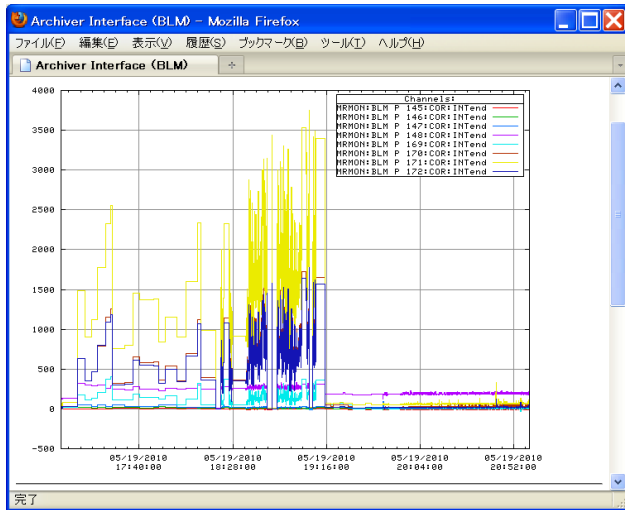 Archiver Interface (BLM) - Mozilla Firefox
ファイル(F) 編集(E) 表示(V) 履歴(S) ブックマーク(B) ツール(T) ヘルプ(H)
Archiver Interface (BLM)
Channels:
MRMON:BLM P 145:COR:INTend
MRMON:BLM P 146:COR:INTend
MRMON:BLM P 147:COR:INTend
MRMON:BLM P 148:COR:INTend
MRMON:BLM P 169:COR:INTend
MRMON:BLM P 170:COR:INTend
MRMON:BLM P 171:COR:INTend
MRMON:BLM P 172:COR:INTend
4000
3500
3000
2500
2000
1500
1000
500
0
-500
05/19/2010 05/19/2010 05/19/2010 05/19/2010 05/19/2010
17:40:00 18:28:00 19:16:00 20:04:00 20:52:00
完了